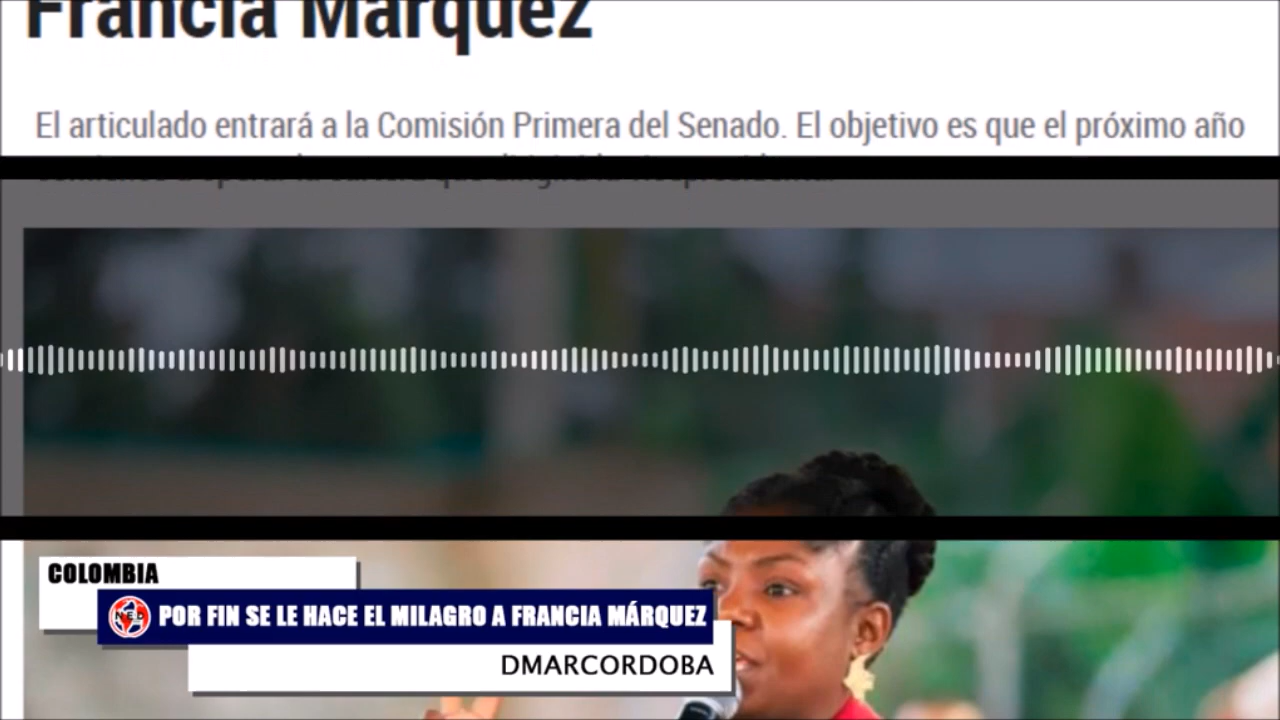 Francia Márquez
El articulado entrará a la Comisión Primera del Senado. El objetivo es que el próximo año
COLOMBIA
POR FIN SE LE HACE EL MILAGRO A FRANCIA MÁRQUEZ
DMARCORDOBA